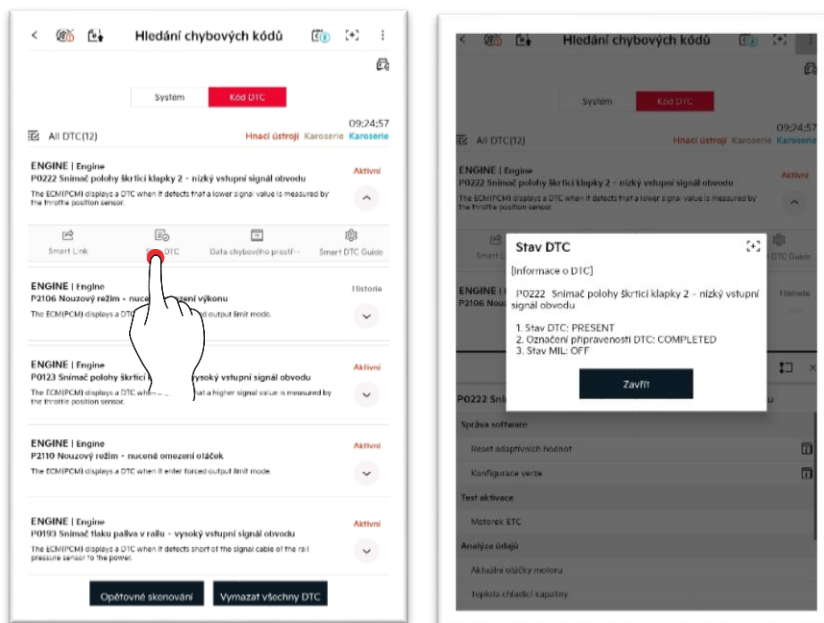 Hledání chybových kódů
Systém
Kód DTC
09:24:57
All DTC(12)
Hnací ústrojí Karoserie Karoserie
ENGINE | Engine
P0222 Snímač polohy škrticí klapky 2 - nízký vstupní signál obvodu
Aktivní
The ECM(PCM) displays a DTC when it detects that a lower signal value is measured by
the throttle position sensor.
Smart Link
DTC
Data chybového prostř···
Smart DTC Guide
ENGINE | Engine
P2106 Nouzový režim - nucené omezení výkonu
Historie
The ECM(PCM) displays a DTC output limit mode.
ENGINE | Engine
P0123 Snímač polohy škrticí vysoký vstupní signál obvodu
Aktivní
The ECM(PCM) displays a DTC when that a higher signal value is measured by
the throttle position sensor.
ENGINE | Engine
P2110 Nouzový režim - nucené omezení otáček
Aktivní
The ECM(PCM) displays a DTC when it enter forced output limit mode.
ENGINE | Engine
P0193 Snímač tlaku paliva v railu - vysoký vstupní signál obvodu
Aktivní
The ECM(PCM) displays a DTC when it detects short of the signal cable of the rail
pressure sensor to the power.
Opětovné skenování
Vymazat všechny DTC
Hledání chybových kódů
Systém
Kód DTC
09:24:57
All DTC(12)
Hnací ústrojí Karoserie Karoserie
ENGINE | Engine
P0222 Snímač polohy škrticí klapky 2 - nízký vstupní signál obvodu
Aktivní
The ECM(PCM) displays a DTC when it detects that a lower signal value is measured by
the throttle position sensor.
Smart
DTC Guide
ENGINE |
P2106 Nou
Historie
Stav DTC
[Informace o DTC]
P0222 Snímač polohy škrticí klapky 2 - nízký vstupní
signál obvodu
1. Stav DTC: PRESENT
2. Označení připravenosti DTC: COMPLETED
3. Stav MIL: OFF
Zavřít
P0222 Sní
Správa software
Reset adaptivních hodnot
Konfigurace verze
Test aktivace
Motorek ETC
Analýza údajů
Aktuální otáčky motoru
Teplota chladicí kapaliny